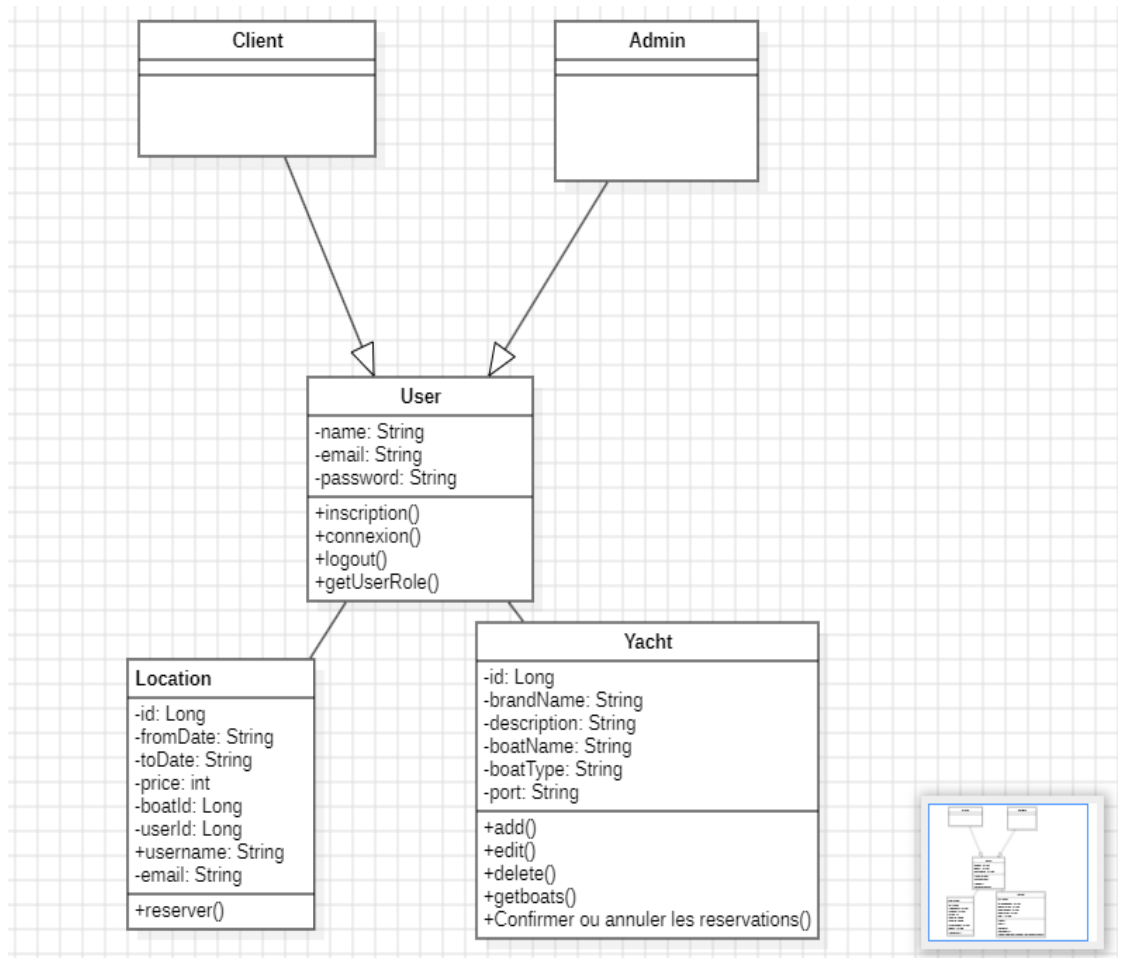 Client
Admin
User
-name: String
-email: String
-password: String
+inscription()
+connexion()
+logout()
+getUserRole()
Location
-id: Long
-fromDate: String
-toDate: String
-price: int
-boatId: Long
-userId: Long
+username: String
-email: String
+reserver()
Yacht
-id: Long
-brandName: String
-description: String
-boatName: String
-boatType: String
-port: String
+add()
+edit()
+delete()
+getboats()
+Confirmer ou annuler les reservations()